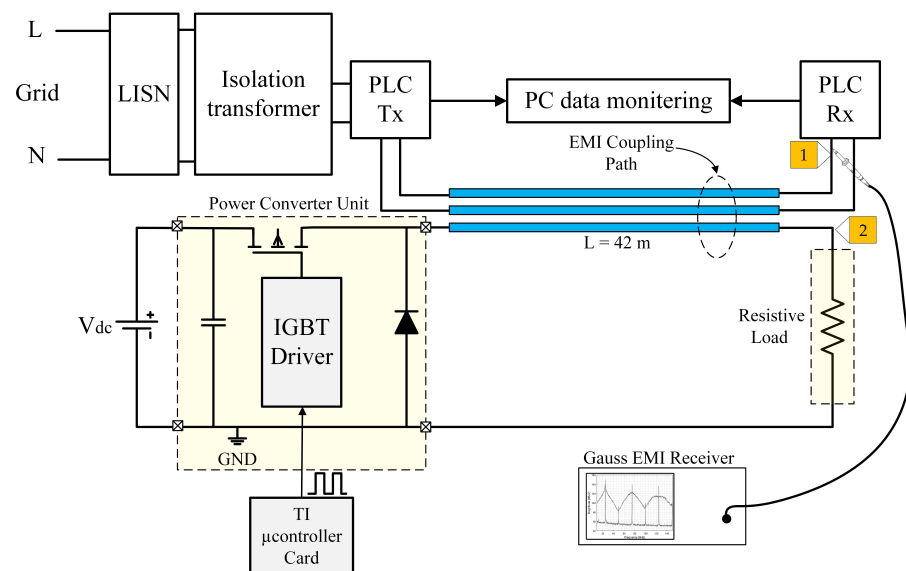 L
Grid
N
LISN
Isolation
transformer
PLC
Tx
PC data monitering
PLC
Rx
EMI Coupling
Path
1
2
Power Converter Unit
L = 42 m
Vdc
+
IGBT
Driver
Resistive
Load
GND
Gauss EMI Receiver
TI
µcontroller
Card